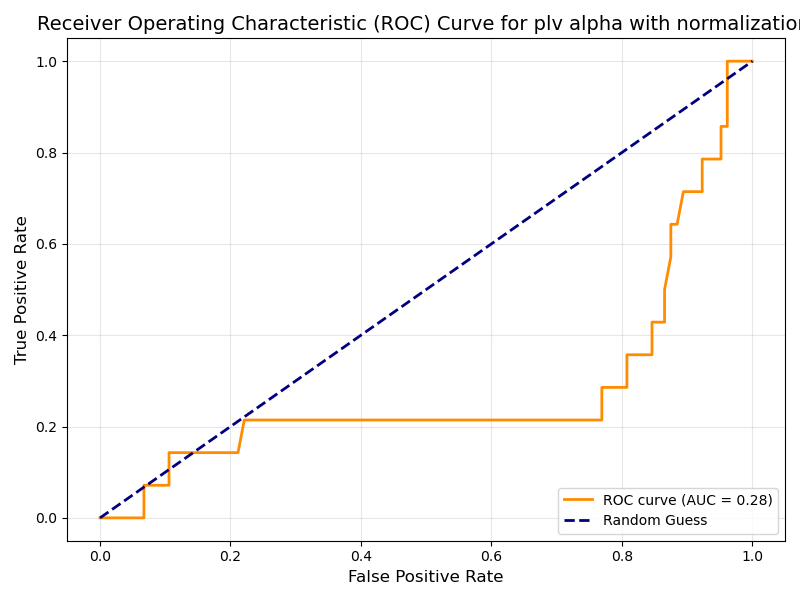 Receiver Operating Characteristic (ROC) Curve for plv alpha with normalization
True Positive Rate
1.0
0.8
0.6
0.4
0.2
0.0
ROC curve (AUC = 0.28)
Random Guess
0.0 0.2 0.4 0.6 0.8 1.0
False Positive Rate